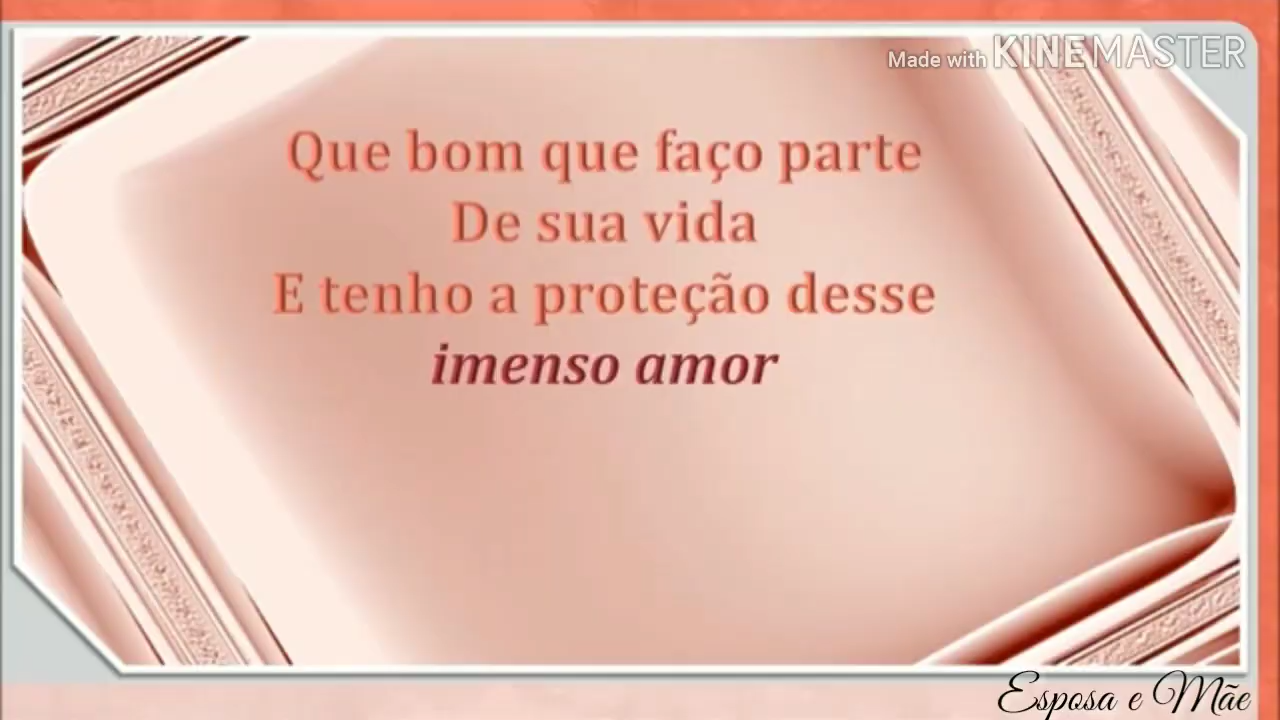 Made with KINEMASTER
Que bom que faço parte
De sua vida
E tenho a proteção desse
imenso amor
Esposa e Mãe